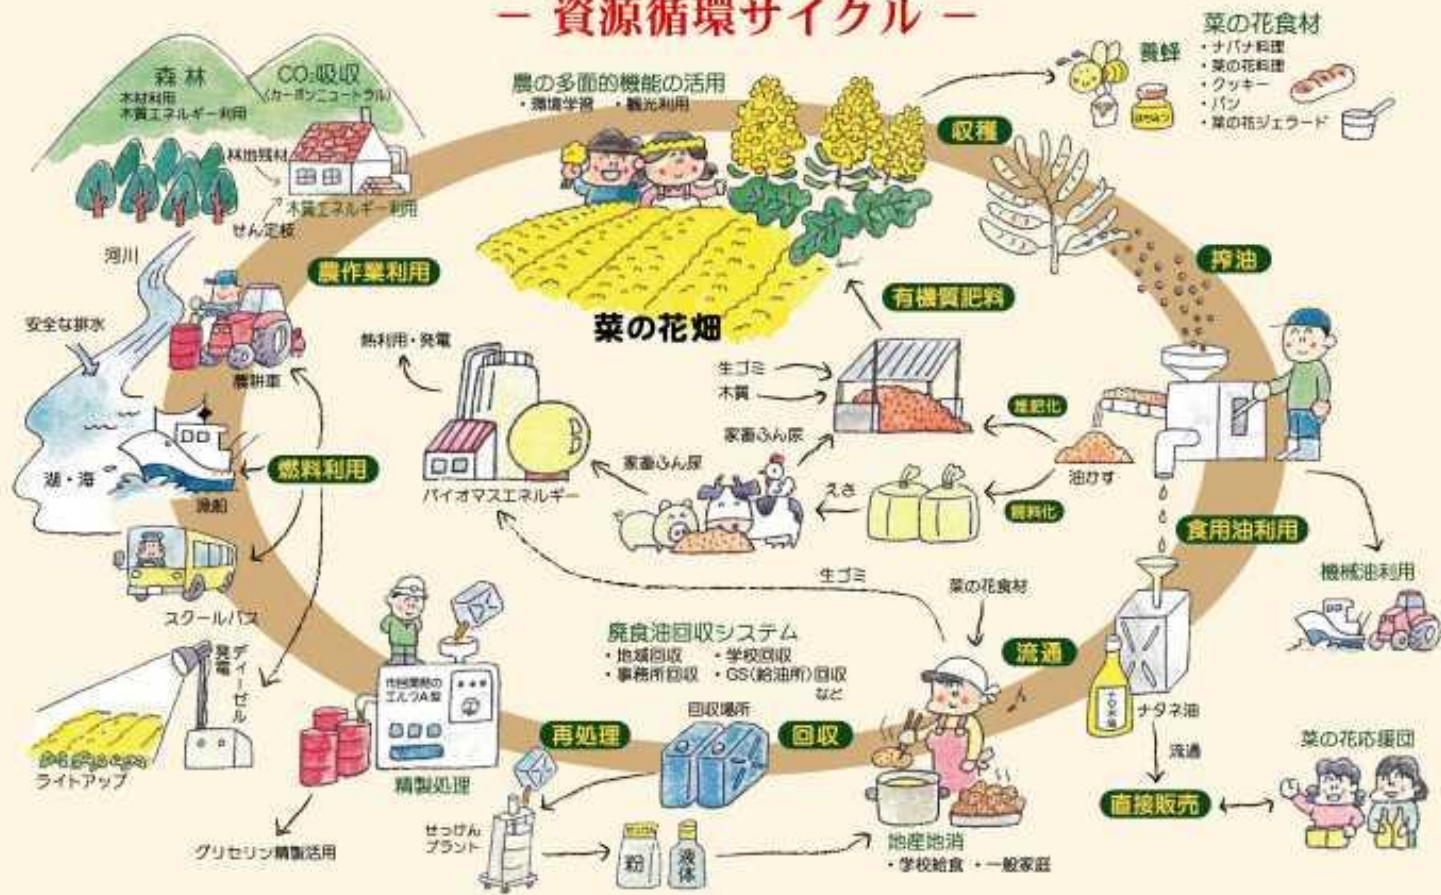 ― 資源循環サイクル ―
森林
木材利用
木質エネルギー利用
CO₂吸収
(カーボンニュートラル)
林地残材
木質エネルギー利用
せん定枝
農の多面的機能の活用
・環境学習 ・観光利用
養蜂
はちみつ
菜の花食材
・ナバナ料理
・菜の花料理
・クッキー
・パン
・菜の花ジェラード
収穫
搾油
河川
安全な排水
農作業利用
農耕車
菜の花畑
有機質肥料
熱利用・発電
生ゴミ
木質
家畜ふん尿
堆肥化
油かす
湖・海
漁船
燃料利用
バイオマスエネルギー
家畜ふん尿
えさ
飼料化
食用油利用
機械油利用
スクールバス
生ゴミ
菜の花食材
流通
ナタネ油
流通
ディーゼル
発電
ライトアップ
エルフA型
精製処理
廃食油回収システム
・地域回収 ・学校回収
・事務所回収 ・GS(給油所)回収
など
回収場所
再処理
回収
直接販売
菜の花応援団
グリセリン精製活用
せっけん
プラント
粉
液体
地産地消
・学校給食 ・一般家庭